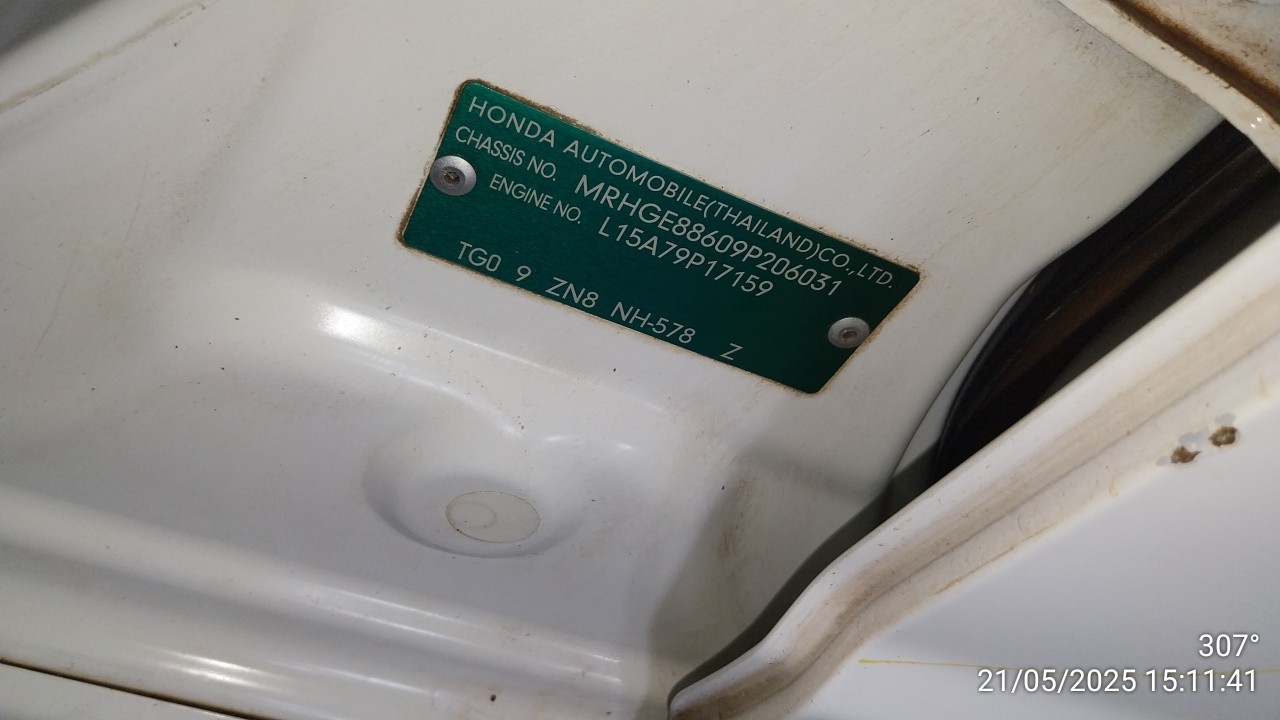 HONDA AUTOMOBILE(THAILAND)CO.,LTD.
CHASSIS NO. MRHGE88609P206031
ENGINE NO. L15A79P17159
TG0 9 ZN8 NH-578 Z
307°
21/05/2025 15:11:41